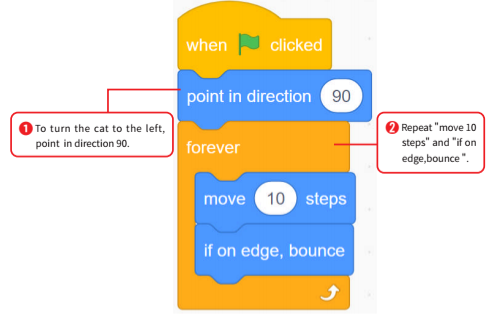 when clicked
point in direction 90
1 To turn the cat to the left,
point in direction 90.
forever
2 Repeat "move 10
steps" and "if on
edge,bounce ".
move 10 steps
if on edge, bounce